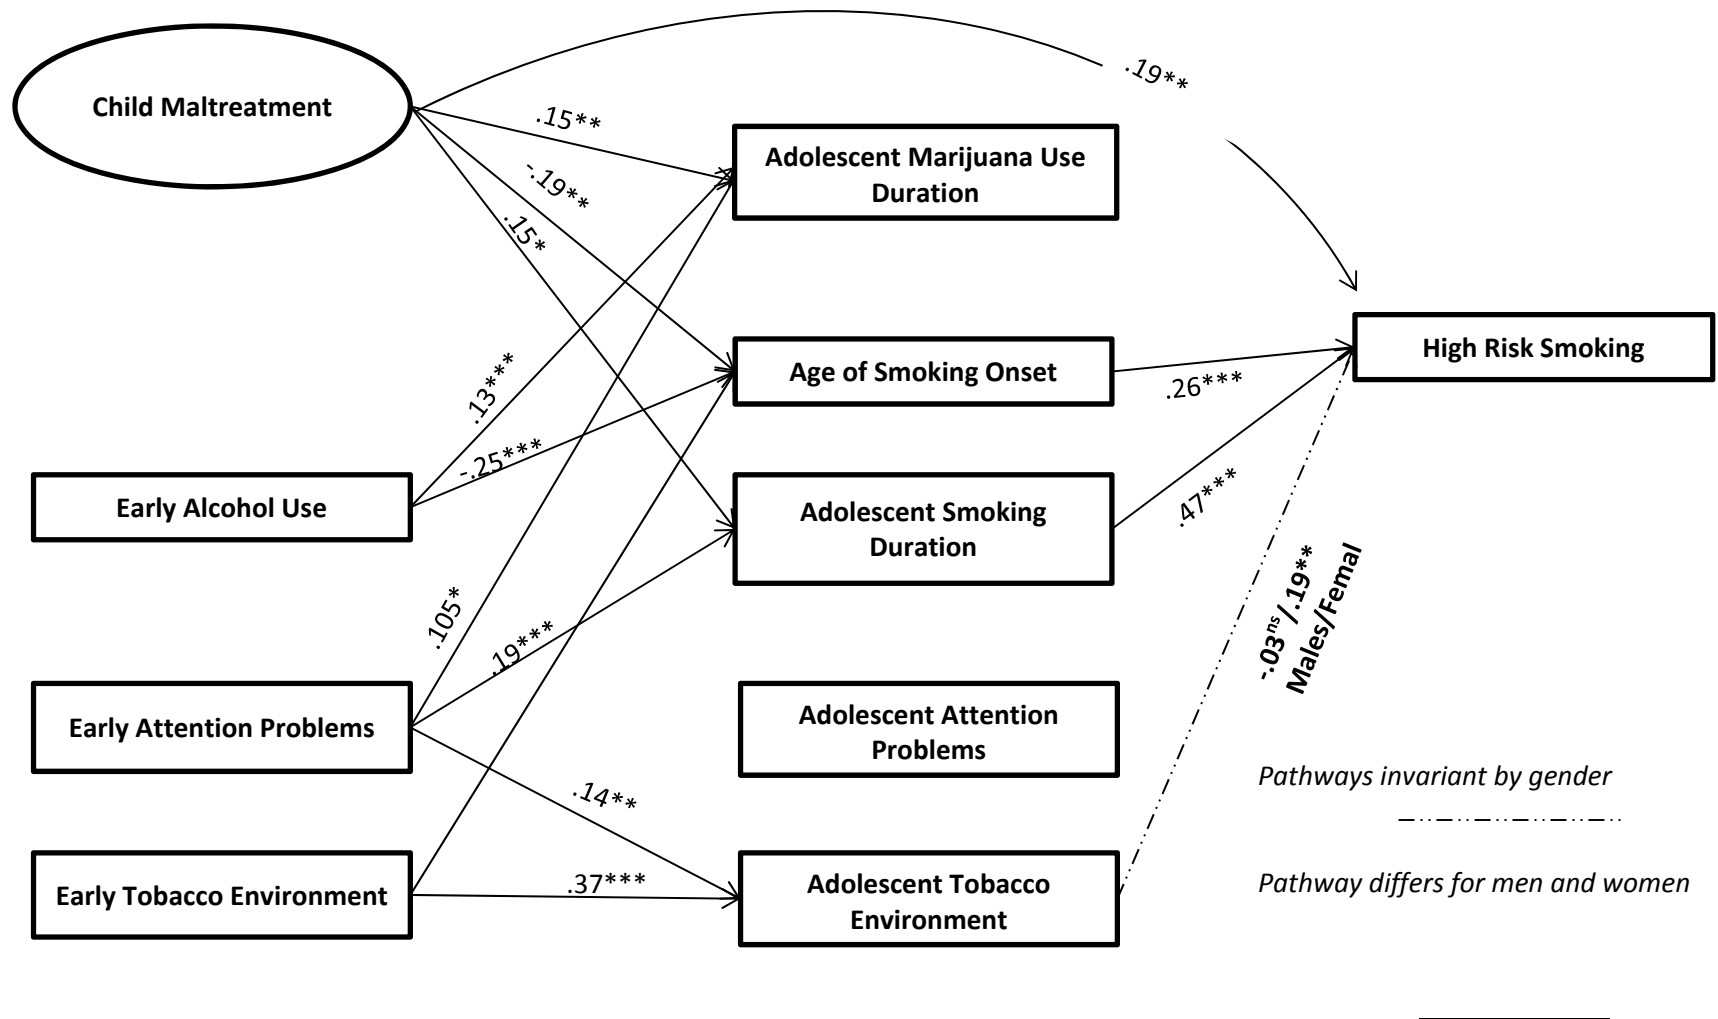 .19**
Child Maltreatment
.15**
Adolescent Marijuana Use
Duration
-.19**
.15*
High Risk Smoking
Age of Smoking Onset
.26***
.13***
-.25***
Early Alcohol Use
Adolescent Smoking
Duration
.47***
-.03ns/.19**
Males/Femal
.105*
.19***
Early Attention Problems
Adolescent Attention
Problems
Pathways invariant by gender
.14**
Early Tobacco Environment
.37***
Adolescent Tobacco
Environment
Pathway differs for men and women